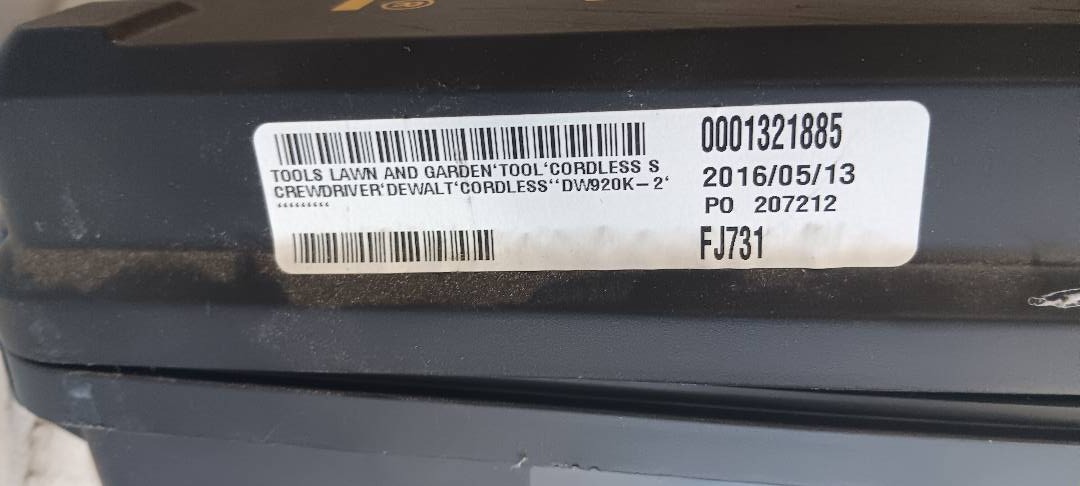 ®
0001321885
TOOLS LAWN AND GARDEN'TOOL'CORDLESS S
CREWDRIVER'DEWALT'CORDLESS''DW920K-2'
'''''''''
2016/05/13
PO 207212
FJ731